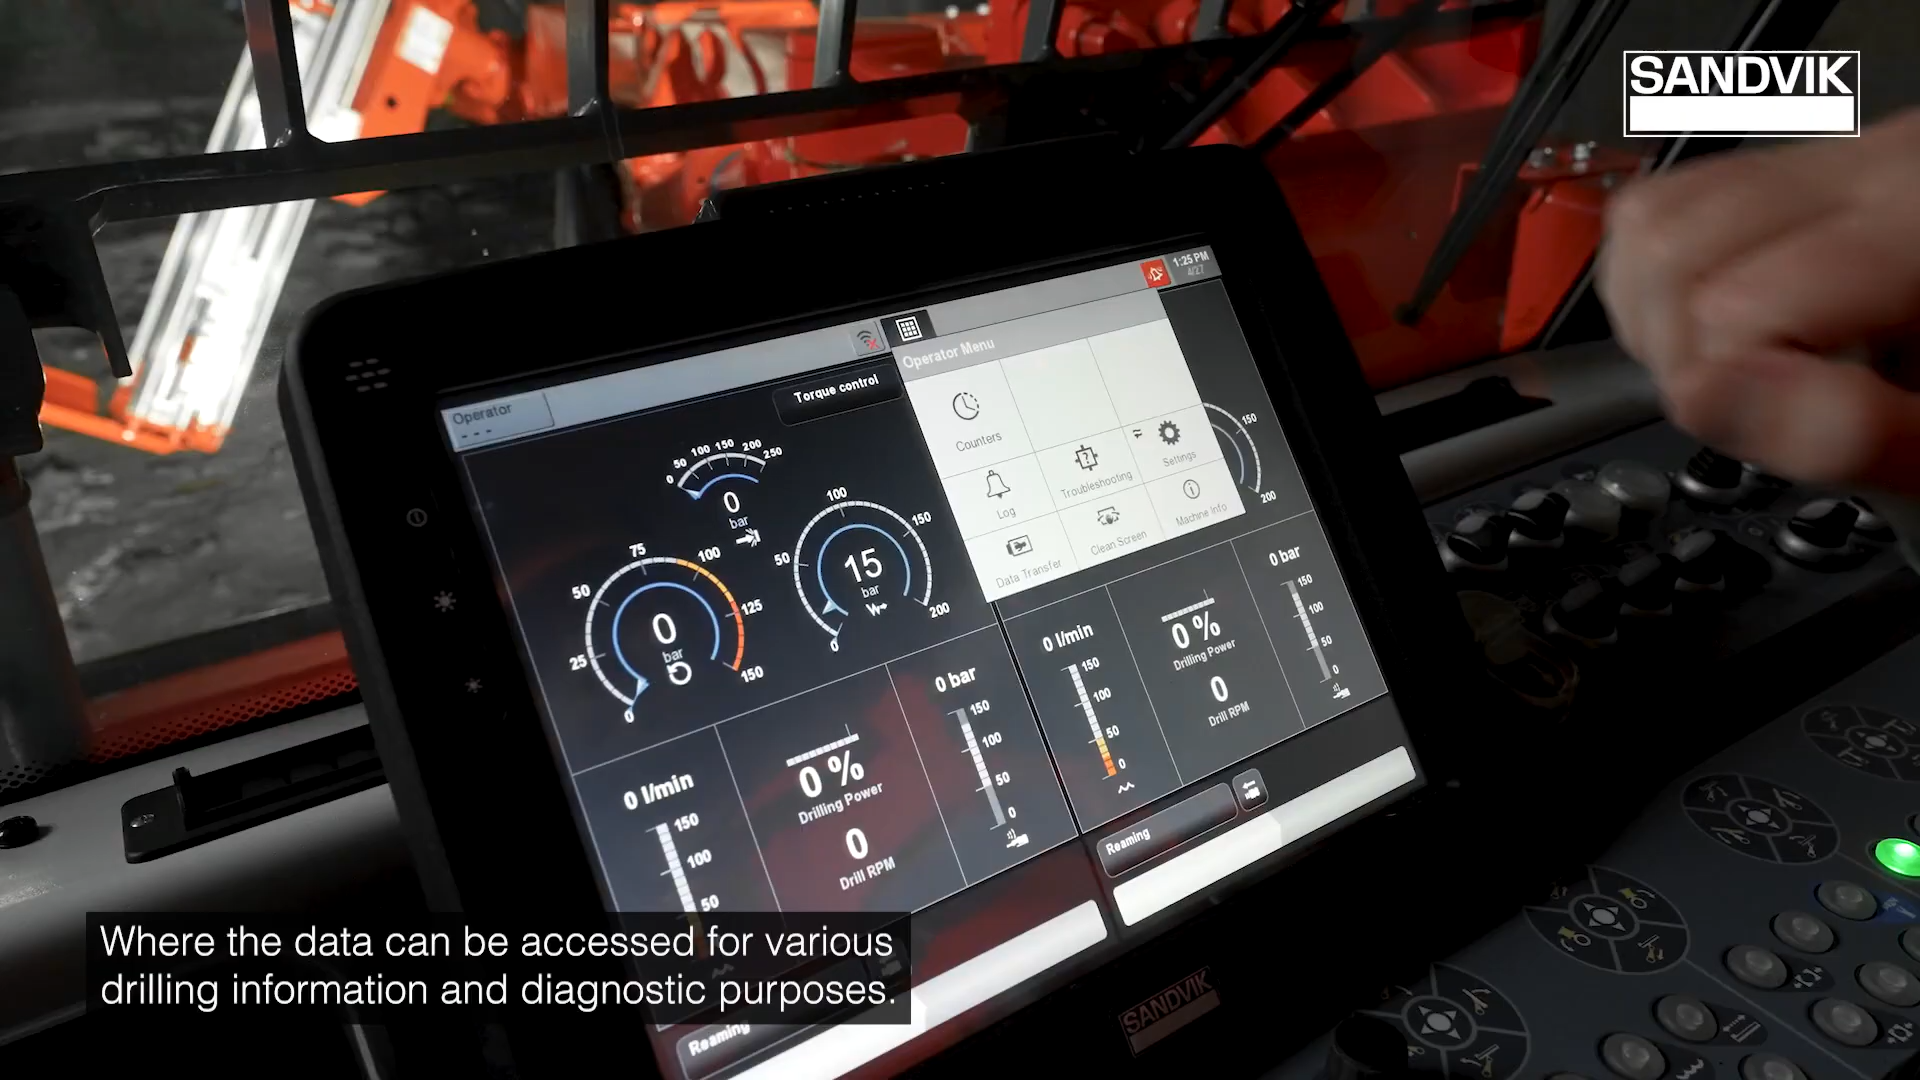 SANDVIK
1:25 PM
4/27
Operator Menu
Operator
- - -
Torque control
Counters
Log
Troubleshooting
Settings
Data Transfer
Clean Screen
Machine Info
0 50 100 150 200 250
0
bar
0 25 50 75 100 125 150
0
bar
0 50 100 150 200
15
bar
150
200
0 l/min
150
100
50
0 %
Drilling Power
0
Drill RPM
0 bar
150
100
50
0
0 l/min
150
100
50
0
0 %
Drilling Power
0
Drill RPM
0 bar
150
100
50
0
Reaming
Reaming
SANDVIK
Where the data can be accessed for various
drilling information and diagnostic purposes.